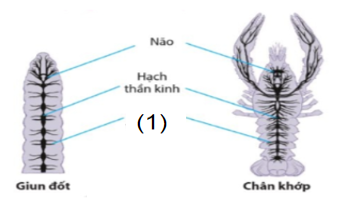 Não
Hạch
thần kinh
(1)
Giun đốt
Chân khớp